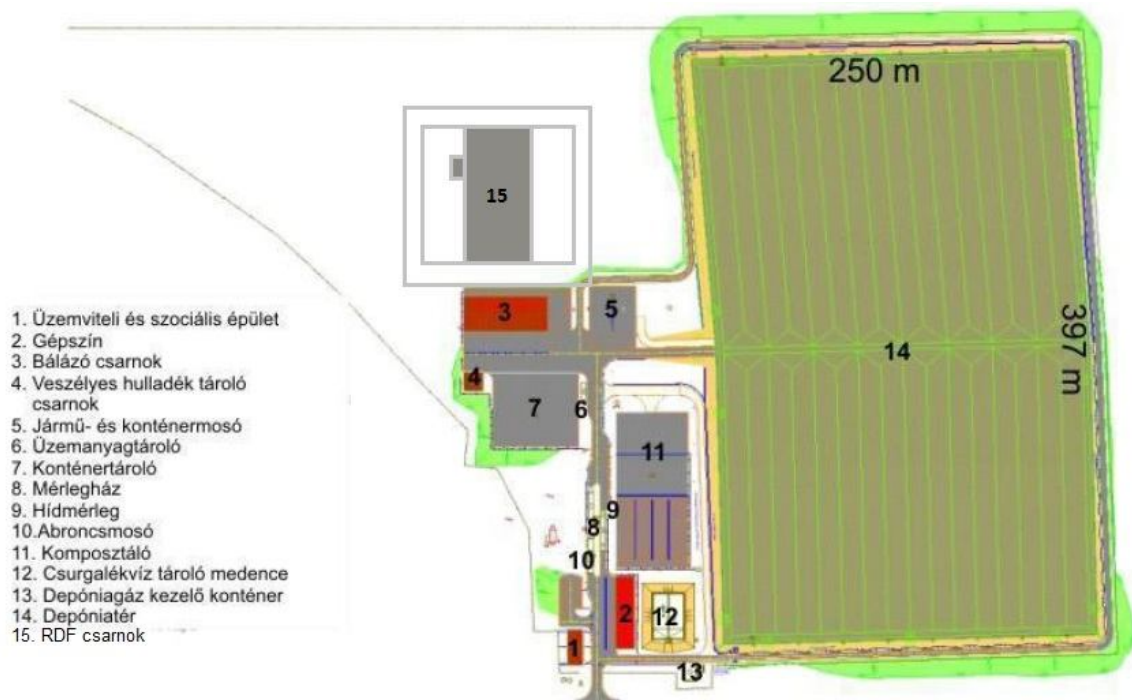 250 m
15
3
5
397 m
14
4
7
6
11
9
8
10
2
12
1
13
1. Üzemviteli és szociális épület
2. Gépszín
3. Bálázó csarnok
4. Veszélyes hulladék tároló
csarnok
5. Jármű- és konténermosó
6. Üzemanyagtároló
7. Konténertároló
8. Mérlegház
9. Hídmérleg
10.Abroncsmosó
11. Komposztáló
12. Csurgalékvíz tároló medence
13. Depóniagáz kezelő konténer
14. Depóniatér
15. RDF csarnok